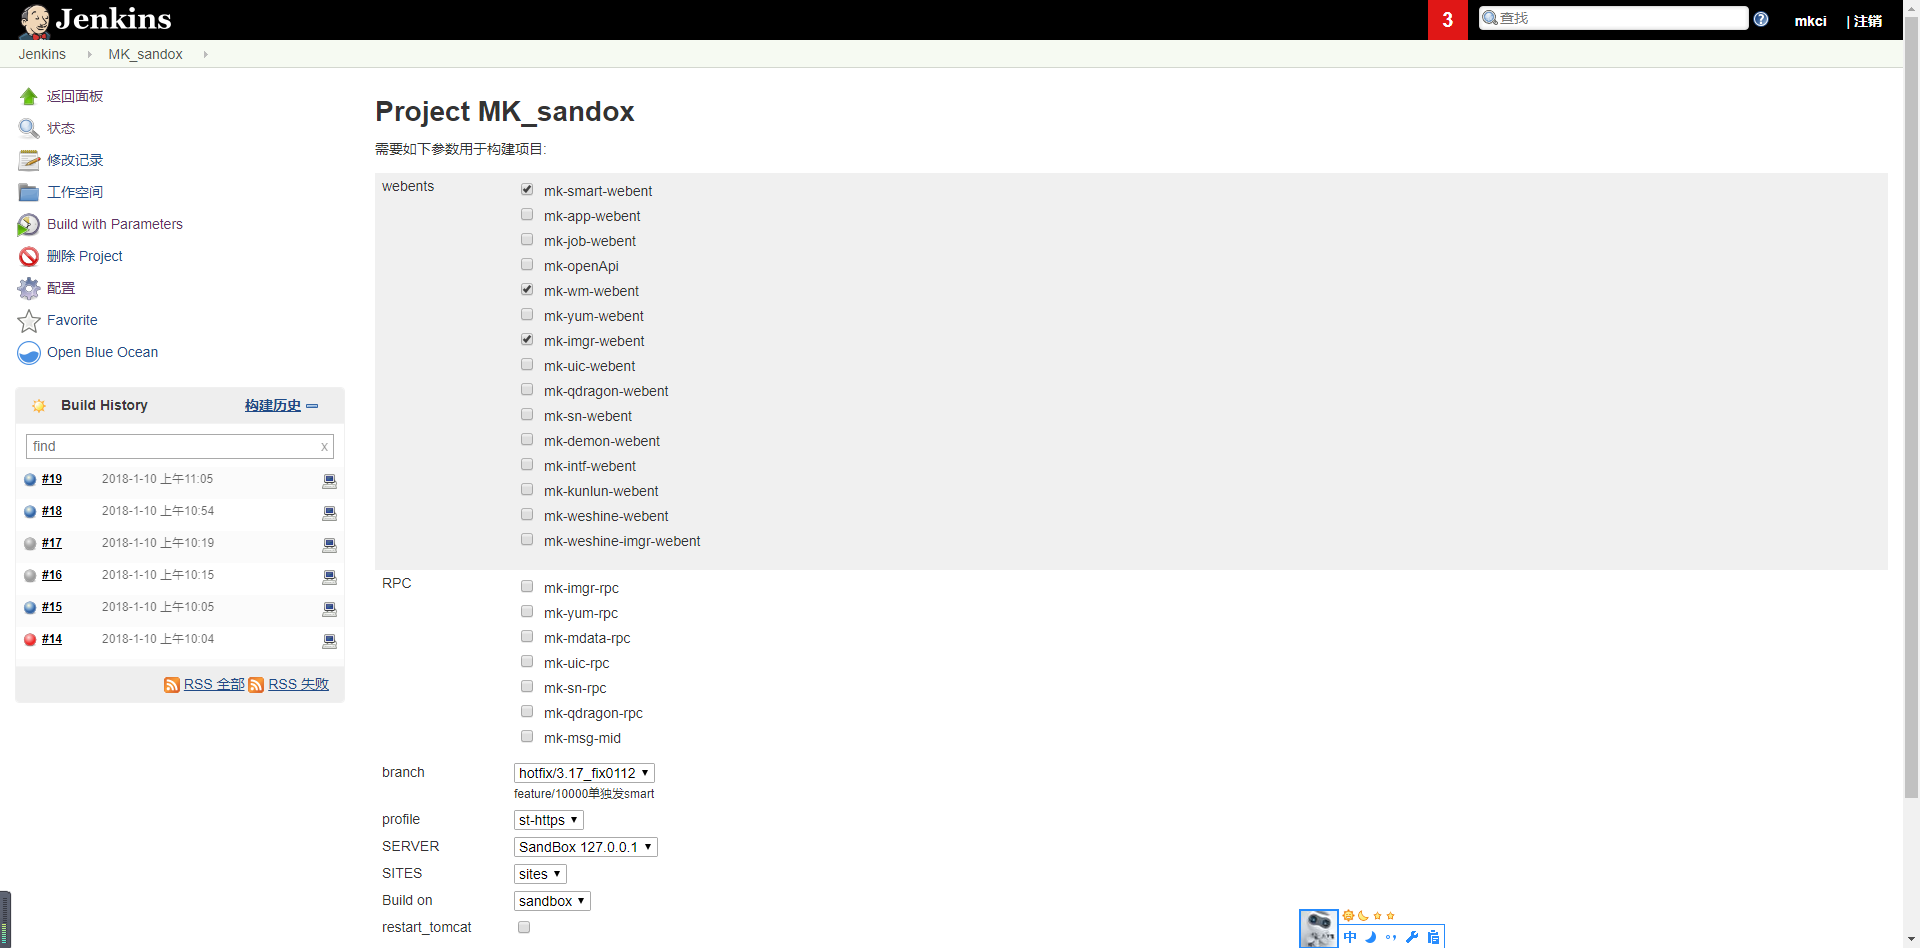 Jenkins
3
查找
mkci
| 注销
Jenkins
MK_sandox
返回面板
状态
修改记录
工作空间
Build with Parameters
删除 Project
配置
Favorite
Open Blue Ocean
Build History
构建历史
find
x
#19 2018-1-10 上午11:05
#18 2018-1-10 上午10:54
#17 2018-1-10 上午10:19
#16 2018-1-10 上午10:15
#15 2018-1-10 上午10:05
#14 2018-1-10 上午10:04
RSS 全部 RSS 失败
Project MK_sandox
需要如下参数用于构建项目:
webents
mk-smart-webent
mk-app-webent
mk-job-webent
mk-openApi
mk-wm-webent
mk-yum-webent
mk-imgr-webent
mk-uic-webent
mk-qdragon-webent
mk-sn-webent
mk-demon-webent
mk-intf-webent
mk-kunlun-webent
mk-weshine-webent
mk-weshine-imgr-webent
RPC
mk-imgr-rpc
mk-yum-rpc
mk-mdata-rpc
mk-uic-rpc
mk-sn-rpc
mk-qdragon-rpc
mk-msg-mid
branch
hotfix/3.17_fix0112
feature/10000单独发smart
profile
st-https
SERVER
SandBox 127.0.0.1
SITES
sites
Build on
sandbox
restart_tomcat
中